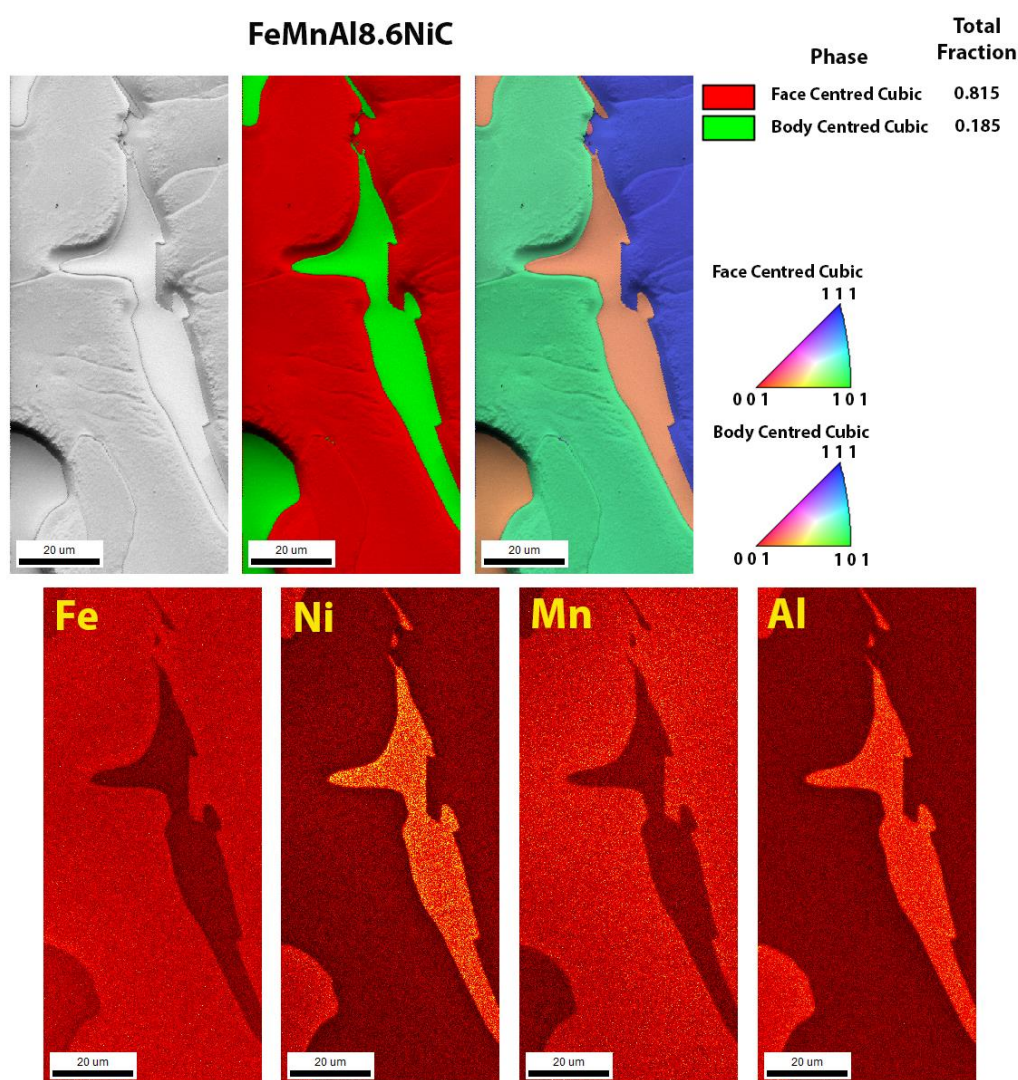 FeMnAl8.6NiC
Phase Total Fraction
Face Centred Cubic 0.815
Body Centred Cubic 0.185
Face Centred Cubic
1 1 1
0 0 1 1 0 1
Body Centred Cubic
1 1 1
0 0 1 1 0 1
20 um 20 um 20 um
Fe Ni Mn Al
20 um 20 um 20 um 20 um